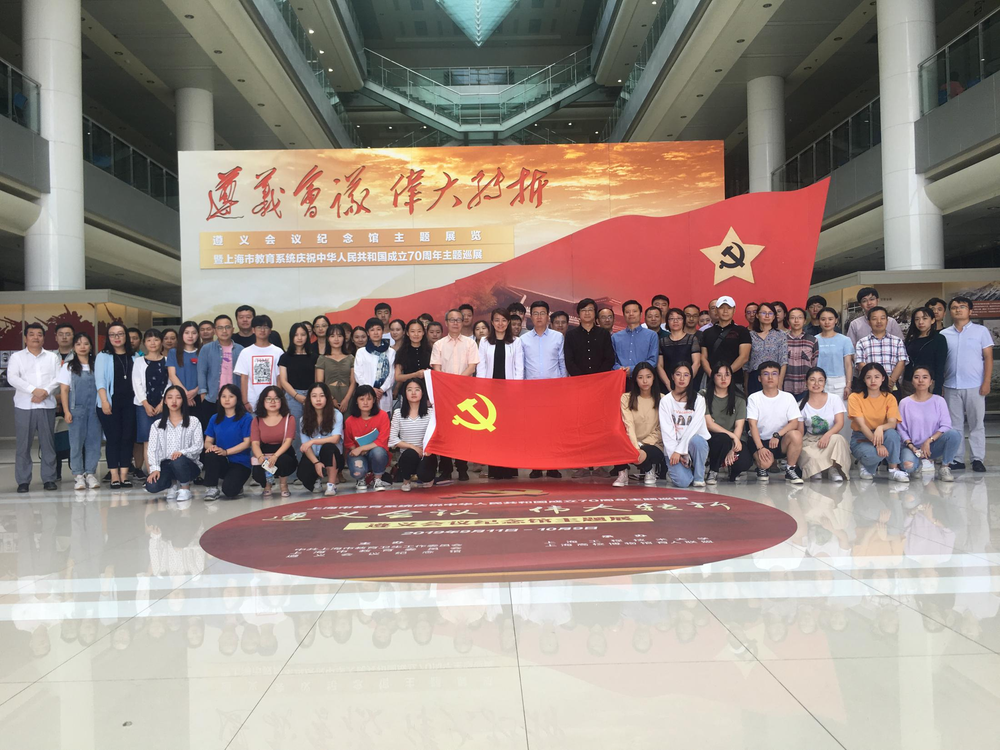 遵義會議 偉大转折
遵义会议纪念馆主题展览
暨上海市教育系统庆祝中华人民共和国成立70周年主题巡展
Vacance
上海市教育系统庆祝中华人民共和国成立70周年主题巡展
遵义会议 伟大转折
遵义会议纪念馆主题展
2019年9月11日-10月9日
主办
中共上海市教育卫生工作委员会
上海市教育委员会
遵义会议纪念馆
承办
上海工程技术大学
上海高校博物馆育人联盟